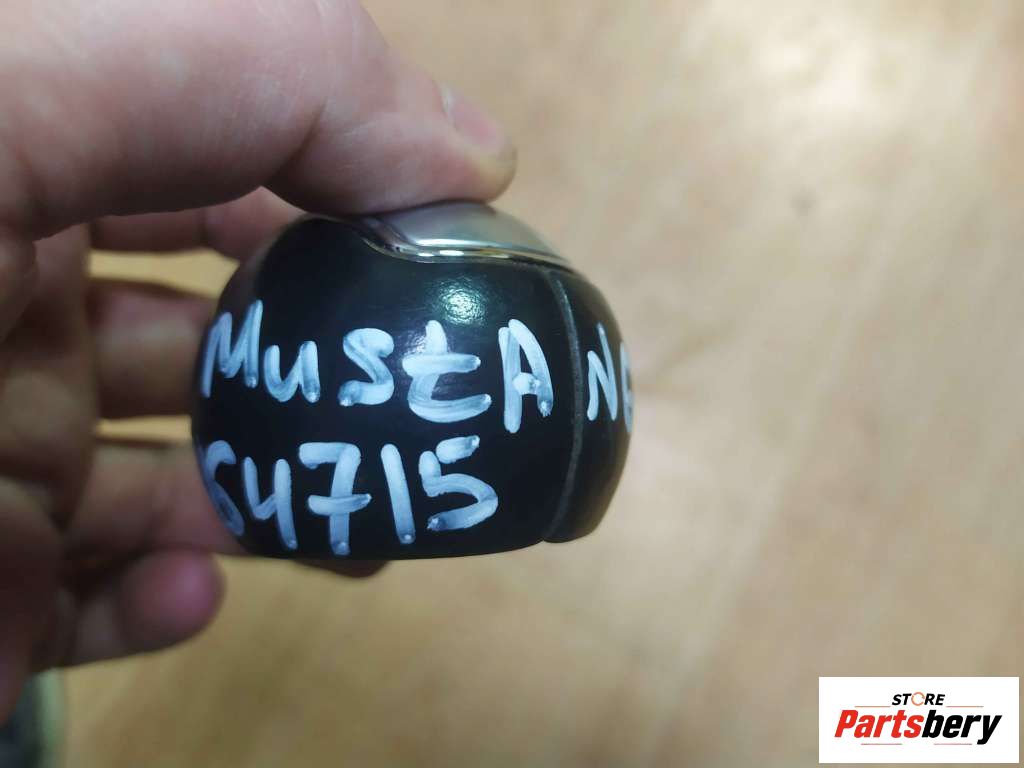 MustANG
64715
STORE
Partsbery